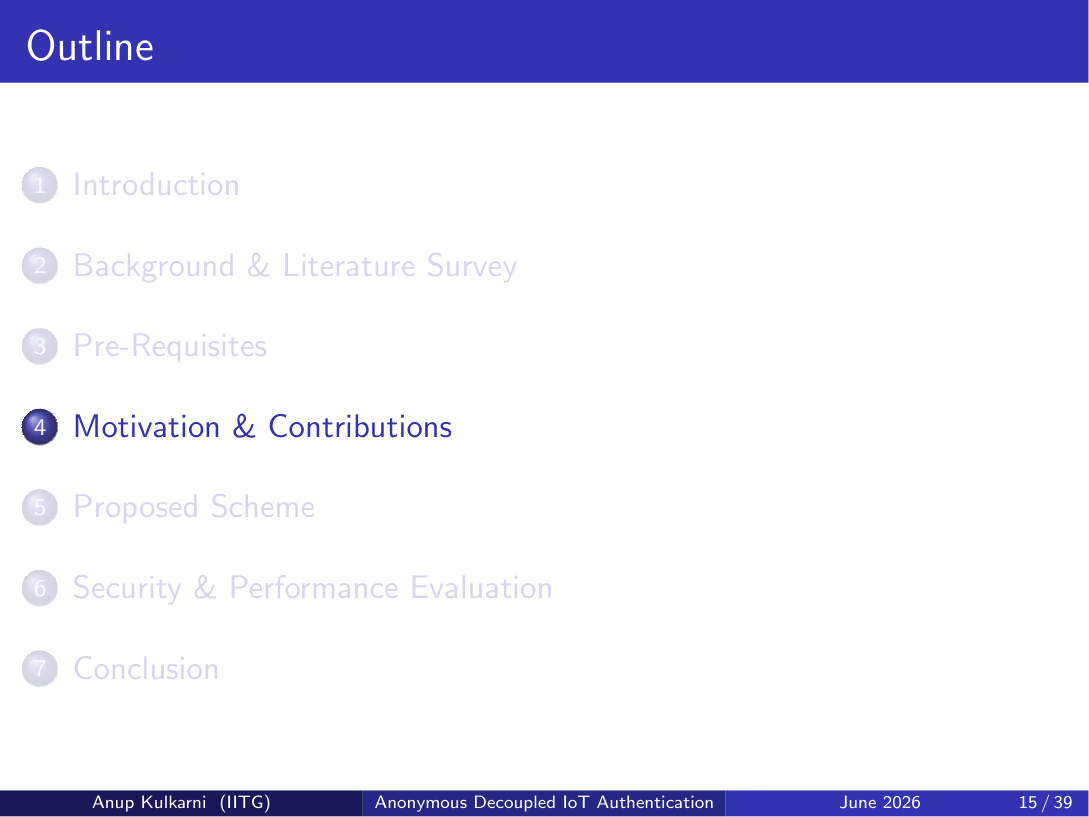 Outline
1 Introduction
2 Background & Literature Survey
3 Pre-Requisites
4 Motivation & Contributions
5 Proposed Scheme
6 Security & Performance Evaluation
7 Conclusion
Anup Kulkarni (IITG) Anonymous Decoupled IoT Authentication June 2026 15 / 39